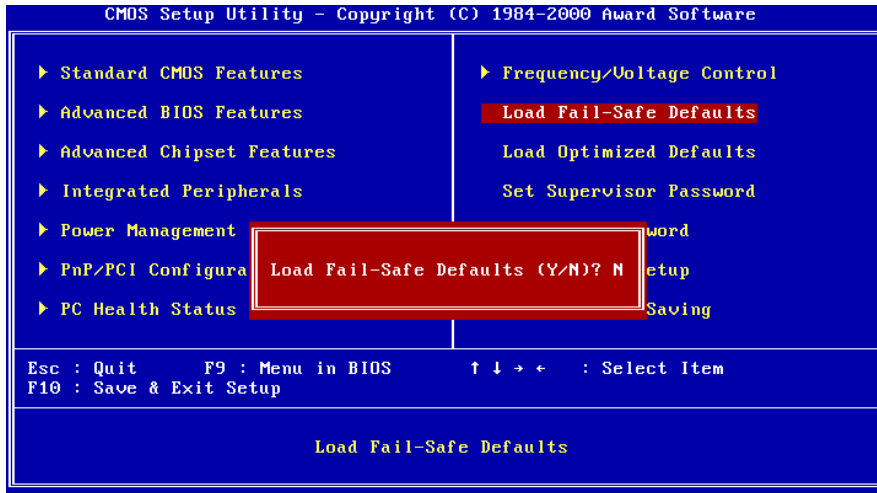 CMOS Setup Utility - Copyright (C) 1984-2000 Award Software
Standard CMOS Features
Advanced BIOS Features
Advanced Chipset Features
Integrated Peripherals
Power Management
PnP/PCI Configura
PC Health Status
Frequency/Voltage Control
Load Fail-Safe Defaults
Load Optimized Defaults
Set Supervisor Password
word
etup
Saving
Load Fail-Safe Defaults (Y/N)? N
Esc : Quit F9 : Menu in BIOS ↑ ↓ → ← : Select Item
F10 : Save & Exit Setup
Load Fail-Safe Defaults